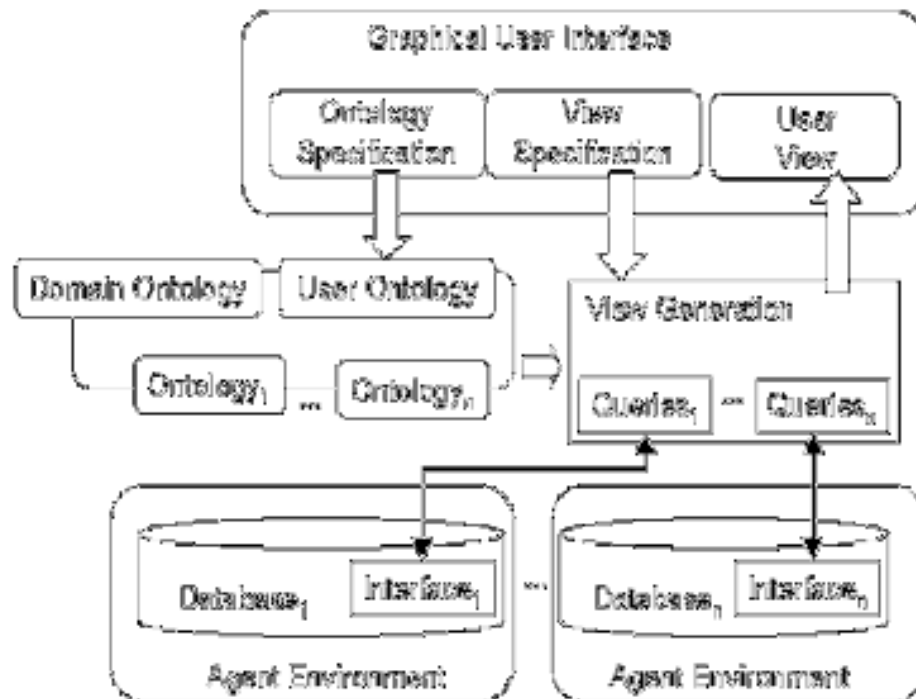 Graphical User Interface
Ontology
Specification
View
Specification
User
View
Domain Ontology
User Ontology
View Generation
Ontology₁ ... Ontologyₙ
Queries₁ ... Queriesₙ
Database₁
Interface₁
...
Databaseₙ
Interfaceₙ
Agent Environment
Agent Environment